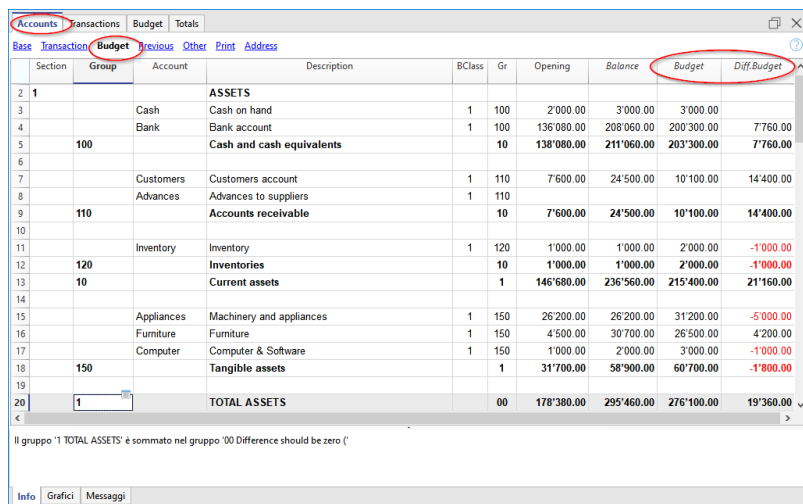 Accounts Transactions Budget Totals
Base Transaction Budget Previous Other Print Address
Section Group Account Description BClass Gr Opening Balance Budget Diff.Budget
2 1 ASSETS
3 Cash Cash on hand 1 100 2'000.00 3'000.00 3'000.00
4 Bank Bank account 1 100 136'080.00 208'060.00 200'300.00 7'760.00
5 100 Cash and cash equivalents 10 138'080.00 211'060.00 203'300.00 7'760.00
6
7 Customers Customers account 1 110 7'600.00 24'500.00 10'100.00 14'400.00
8 Advances Advances to suppliers 1 110
9 110 Accounts receivable 10 7'600.00 24'500.00 10'100.00 14'400.00
10
11 Inventory Inventory 1 120 1'000.00 1'000.00 2'000.00 -1'000.00
12 120 Inventories 10 1'000.00 1'000.00 2'000.00 -1'000.00
13 10 Current assets 1 146'680.00 236'560.00 215'400.00 21'160.00
14
15 Appliances Machinery and appliances 1 150 26'200.00 26'200.00 31'200.00 -5'000.00
16 Furniture Furniture 1 150 4'500.00 30'700.00 26'500.00 4'200.00
17 Computer Computer & Software 1 150 1'000.00 2'000.00 3'000.00 -1'000.00
18 150 Tangible assets 1 31'700.00 58'900.00 60'700.00 -1'800.00
19
20 1 TOTAL ASSETS 00 178'380.00 295'460.00 276'100.00 19'360.00
Il gruppo '1 TOTAL ASSETS' è sommato nel gruppo '00 Difference should be zero ('
Info Grafici Messaggi